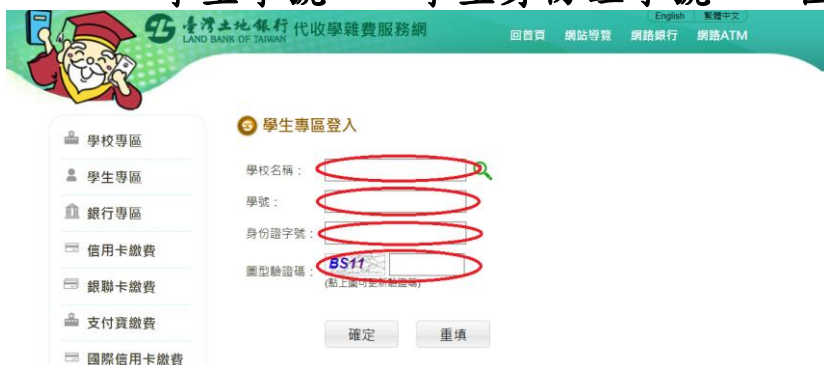 English 繁體中文
臺灣土地銀行 代收學雜費服務網
LAND BANK OF TAIWAN
回首頁 網站導覽 網路銀行 網路ATM
學生專區登入
學校專區
學校名稱：
學生專區
學號：
銀行專區
身份證字號：
信用卡繳費
圖型驗證碼： BS11
(點上圖可更新驗證碼)
銀聯卡繳費
支付寶繳費
確定 重填
國際信用卡繳費